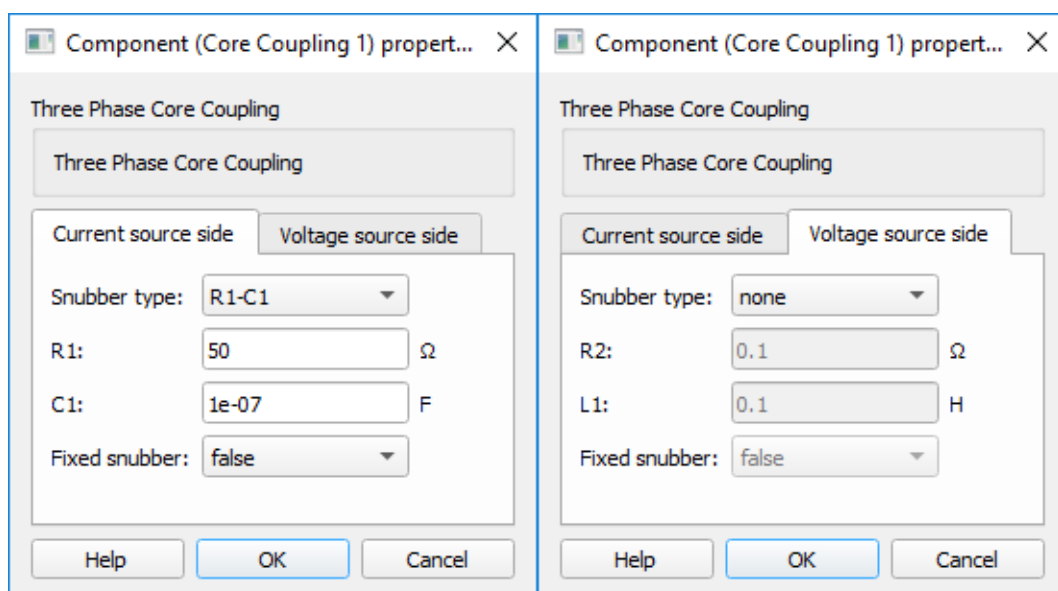 Component (Core Coupling 1) propert...
Three Phase Core Coupling
Three Phase Core Coupling
Current source side
Voltage source side
Snubber type:
R1-C1
R1:
50
Ω
C1:
1e-07
F
Fixed snubber:
false
Help
OK
Cancel
Component (Core Coupling 1) propert...
Three Phase Core Coupling
Three Phase Core Coupling
Current source side
Voltage source side
Snubber type:
none
R2:
0.1
Ω
L1:
0.1
H
Fixed snubber:
false
Help
OK
Cancel